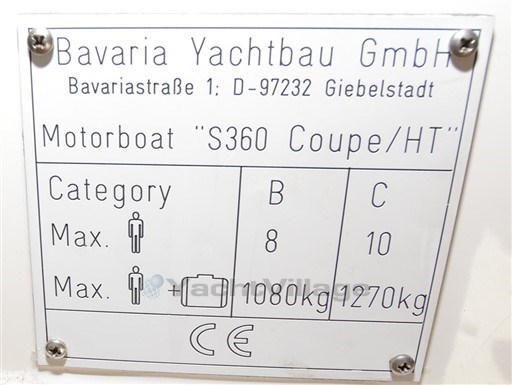 Bavaria Yachtbau GmbH
Bavariastraße 1; D-97232 Giebelstadt
Motorboat "S360 Coupe/HT"
Category B C
Max. 8 10
Max. + 1080kg 1270kg
YachtVillage
CE